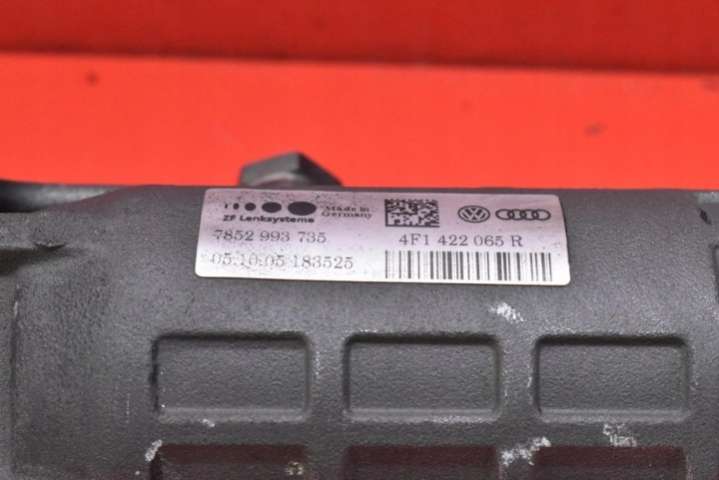 ZF Lenksysteme
Made in
Germany
7852 993 735
4F1 422 065 R
05.10.05 183525